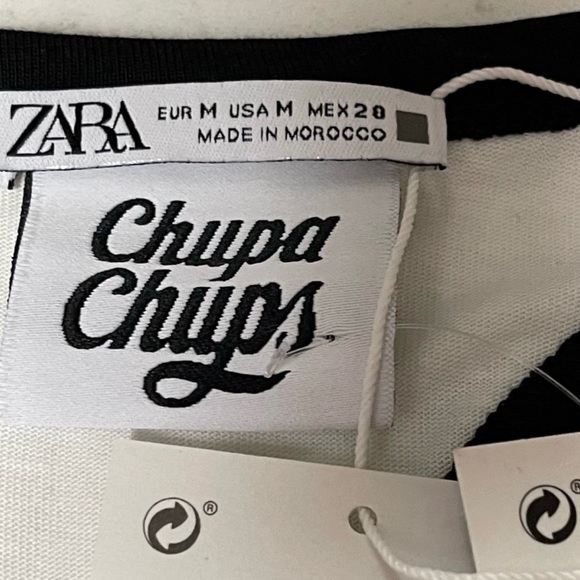 ZARA
EUR M USA M MEX 28
MADE IN MOROCCO
Chupa
Chups
®
®